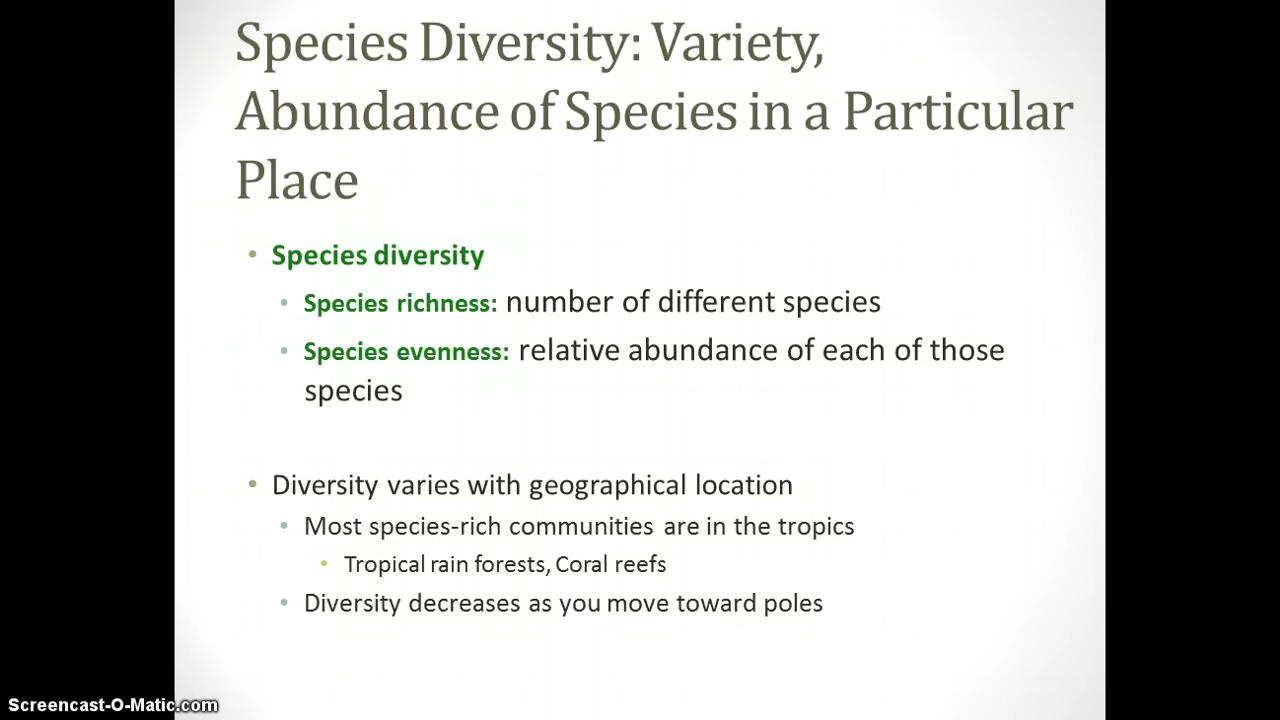 Species Diversity: Variety,
Abundance of Species in a Particular
Place
• Species diversity
• Species richness: number of different species
• Species evenness: relative abundance of each of those
species
• Diversity varies with geographical location
• Most species-rich communities are in the tropics
• Tropical rain forests, Coral reefs
• Diversity decreases as you move toward poles
Screencast-O-Matic.com